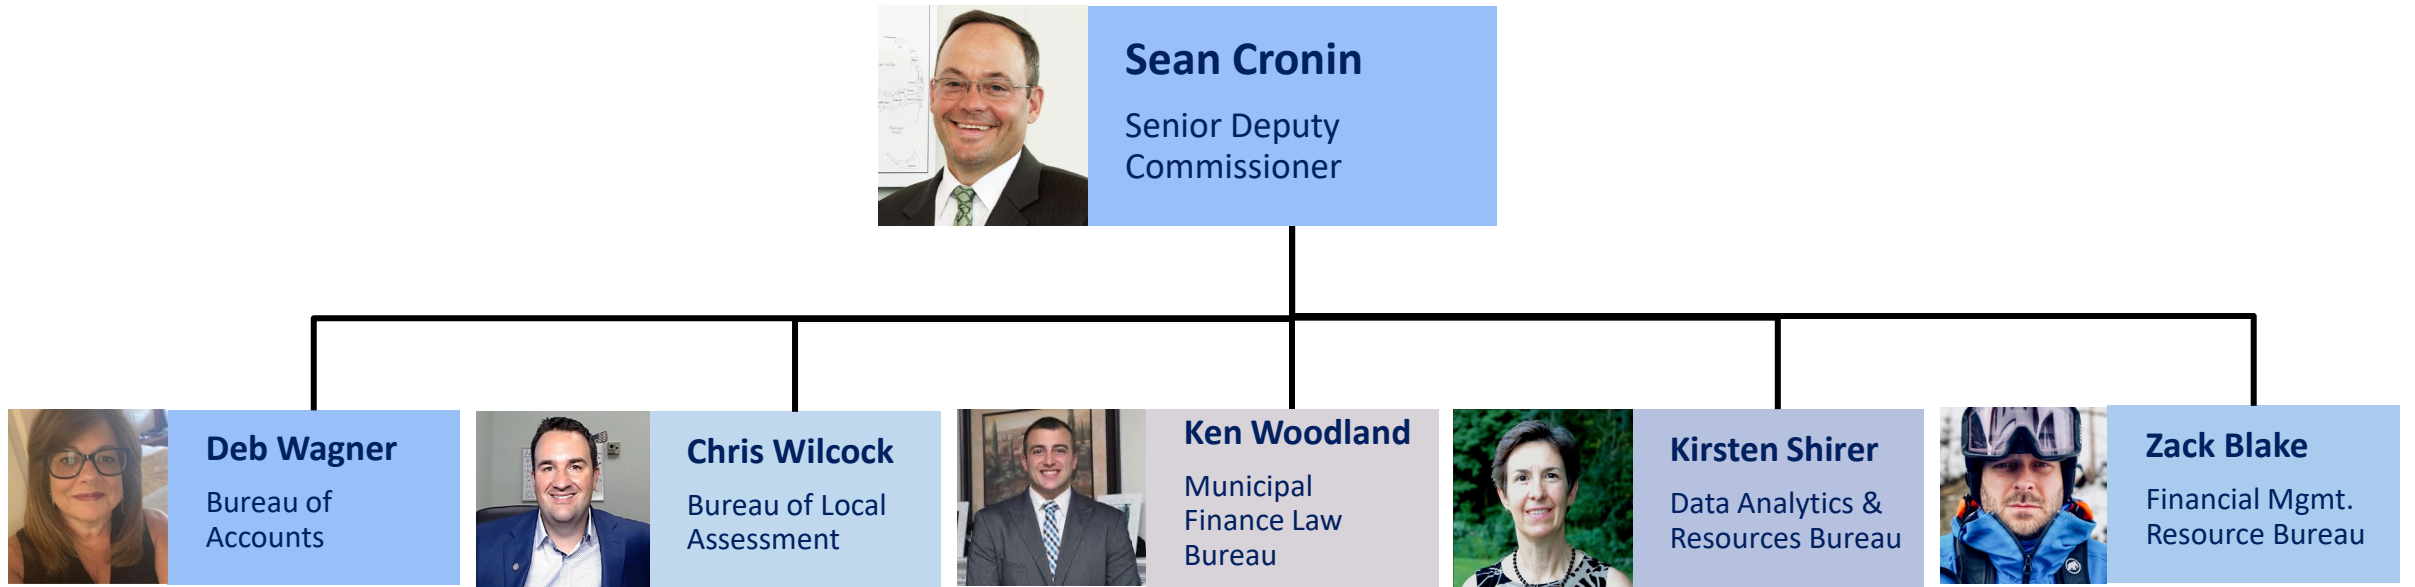 Sean Cronin
Senior Deputy
Commissioner
Deb Wagner
Bureau of
Accounts
Chris Wilcock
Bureau of Local
Assessment
Ken Woodland
Municipal
Finance Law
Bureau
Kirsten Shirer
Data Analytics &
Resources Bureau
Zack Blake
Financial Mgmt.
Resource Bureau